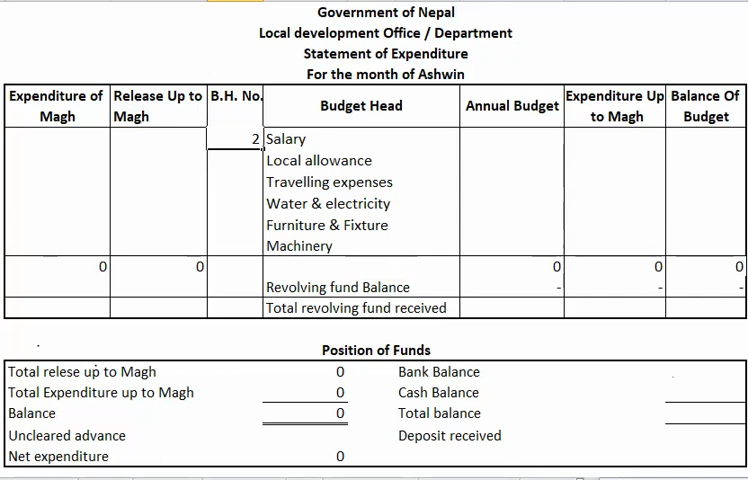 Government of Nepal
Local development Office / Department
Statement of Expenditure
For the month of Ashwin
Expenditure of Magh Release Up to Magh B.H. No. Budget Head Annual Budget Expenditure Up to Magh Balance Of Budget
2 Salary
Local allowance
Travelling expenses
Water & electricity
Furniture & Fixture
Machinery
0 0 0 0 0
Revolving fund Balance - - -
Total revolving fund received
Position of Funds
Total relese up to Magh 0 Bank Balance
Total Expenditure up to Magh 0 Cash Balance
Balance 0 Total balance
Uncleared advance Deposit received
Net expenditure 0